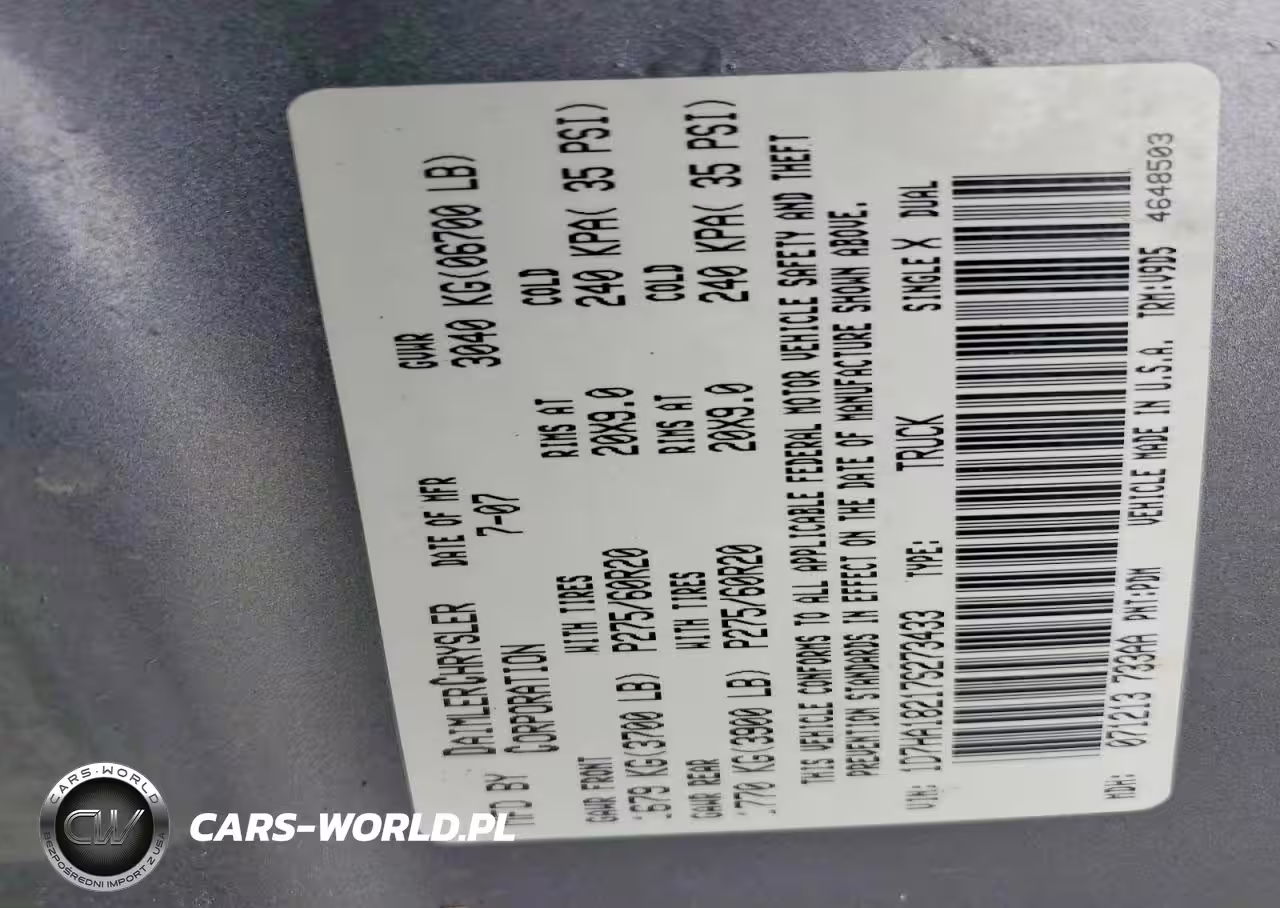 MFD BY DAIMLERCHRYSLER CORPORATION
DATE OF MFR 7-07
GVWR 3040 KG(06700 LB)
GAWR FRONT WITH TIRES RIMS AT COLD
KG(3700 LB) P275/60R20 20X9.0 240 KPA( 35 PSI)
GAWR REAR WITH TIRES RIMS AT COLD
KG(3900 LB) P275/60R20 20X9.0 240 KPA( 35 PSI)
THIS VEHICLE CONFORMS TO ALL APPLICABLE FEDERAL MOTOR VEHICLE SAFETY AND THEFT
PREVENTION STANDARDS IN EFFECT ON THE DATE OF MANUFACTURE SHOWN ABOVE.
VIN: 1D7HA18217S273433 TYPE: TRUCK SINGLE X DUAL
MDH: 071213 733AA PNT:PDM VEHICLE MADE IN U.S.A. TRM:V9D5 4648503
CARS-WORLD
CW
BEZPOŚREDNI IMPORT Z USA
CARS-WORLD.PL